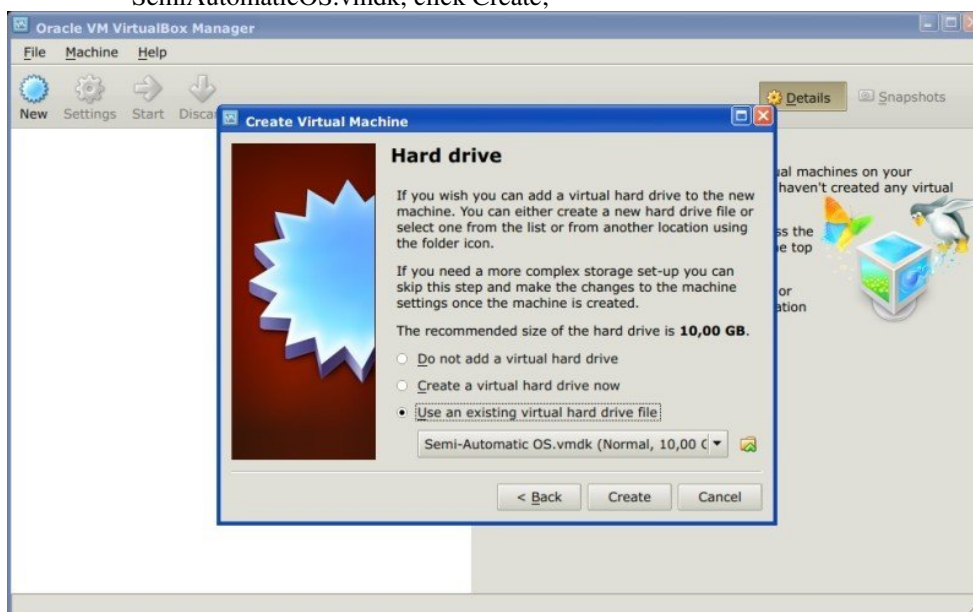 SemiAutomaticOS.vmdk, click Create;
Oracle VM VirtualBox Manager
File Machine Help
New Settings Start Disca
Details Snapshots
Create Virtual Machine
Hard drive
If you wish you can add a virtual hard drive to the new
machine. You can either create a new hard drive file or
select one from the list or from another location using
the folder icon.
If you need a more complex storage set-up you can
skip this step and make the changes to the machine
settings once the machine is created.
The recommended size of the hard drive is 10,00 GB.
Do not add a virtual hard drive
Create a virtual hard drive now
Use an existing virtual hard drive file
Semi-Automatic OS.vmdk (Normal, 10,00
< Back Create Cancel
machines on your
haven't created any virtual
the
top
or